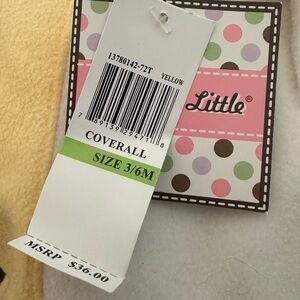 13780142-72T
YELLOW
COVERALL
SIZE 3/6M
MSRP $36.00
Little®